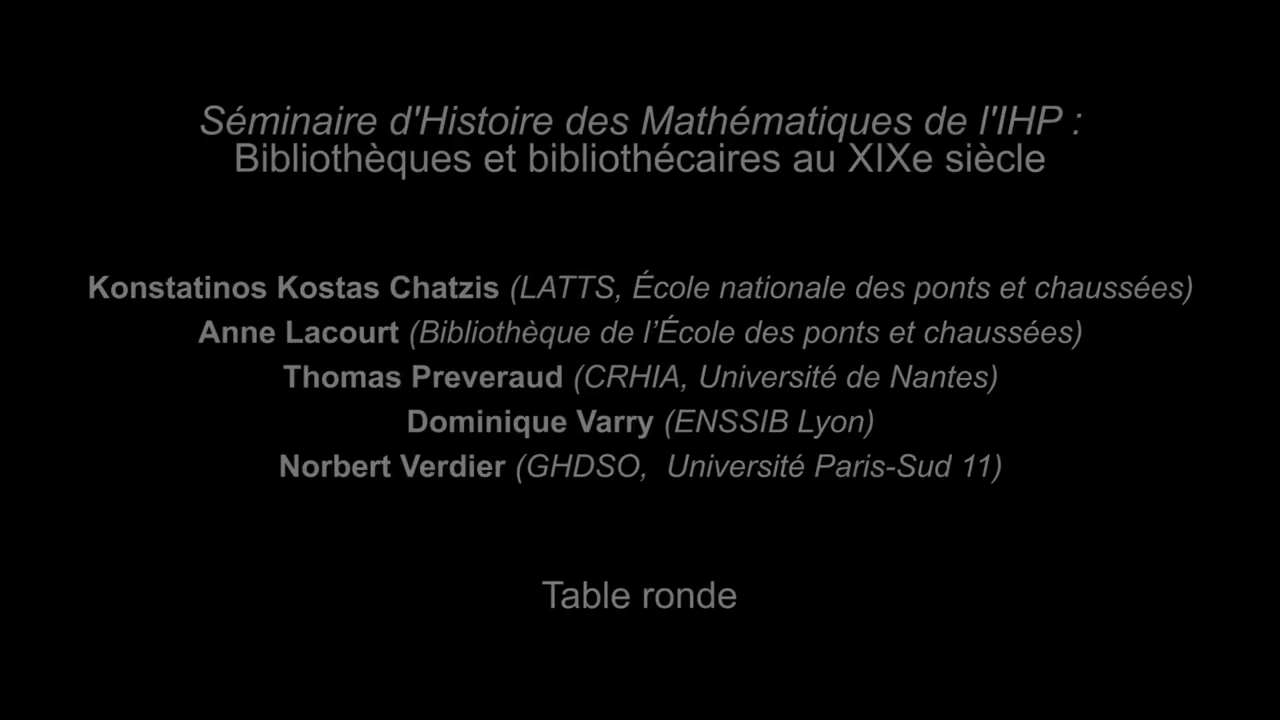 Séminaire d'Histoire des Mathématiques de l'IHP :
Bibliothèques et bibliothécaires au XIXe siècle
Konstatinos Kostas Chatzis (LATTS, École nationale des ponts et chaussées)
Anne Lacourt (Bibliothèque de l’École des ponts et chaussées)
Thomas Preveraud (CRHIA, Université de Nantes)
Dominique Varry (ENSSIB Lyon)
Norbert Verdier (GHDSO,  Université Paris-Sud 11)
Table ronde